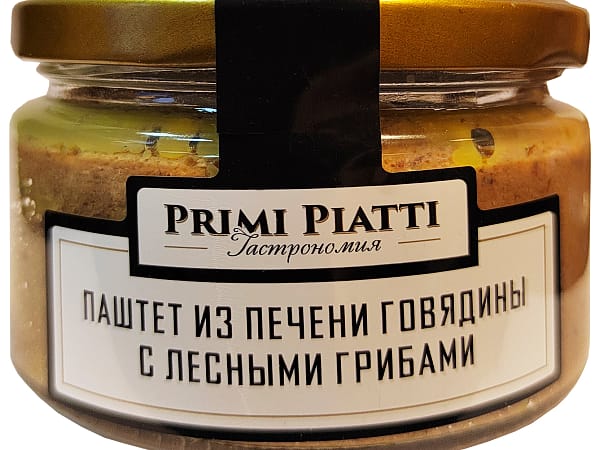 PRIMI PIATTI
Гастрономия
ПАШТЕТ ИЗ ПЕЧЕНИ ГОВЯДИНЫ
С ЛЕСНЫМИ ГРИБАМИ